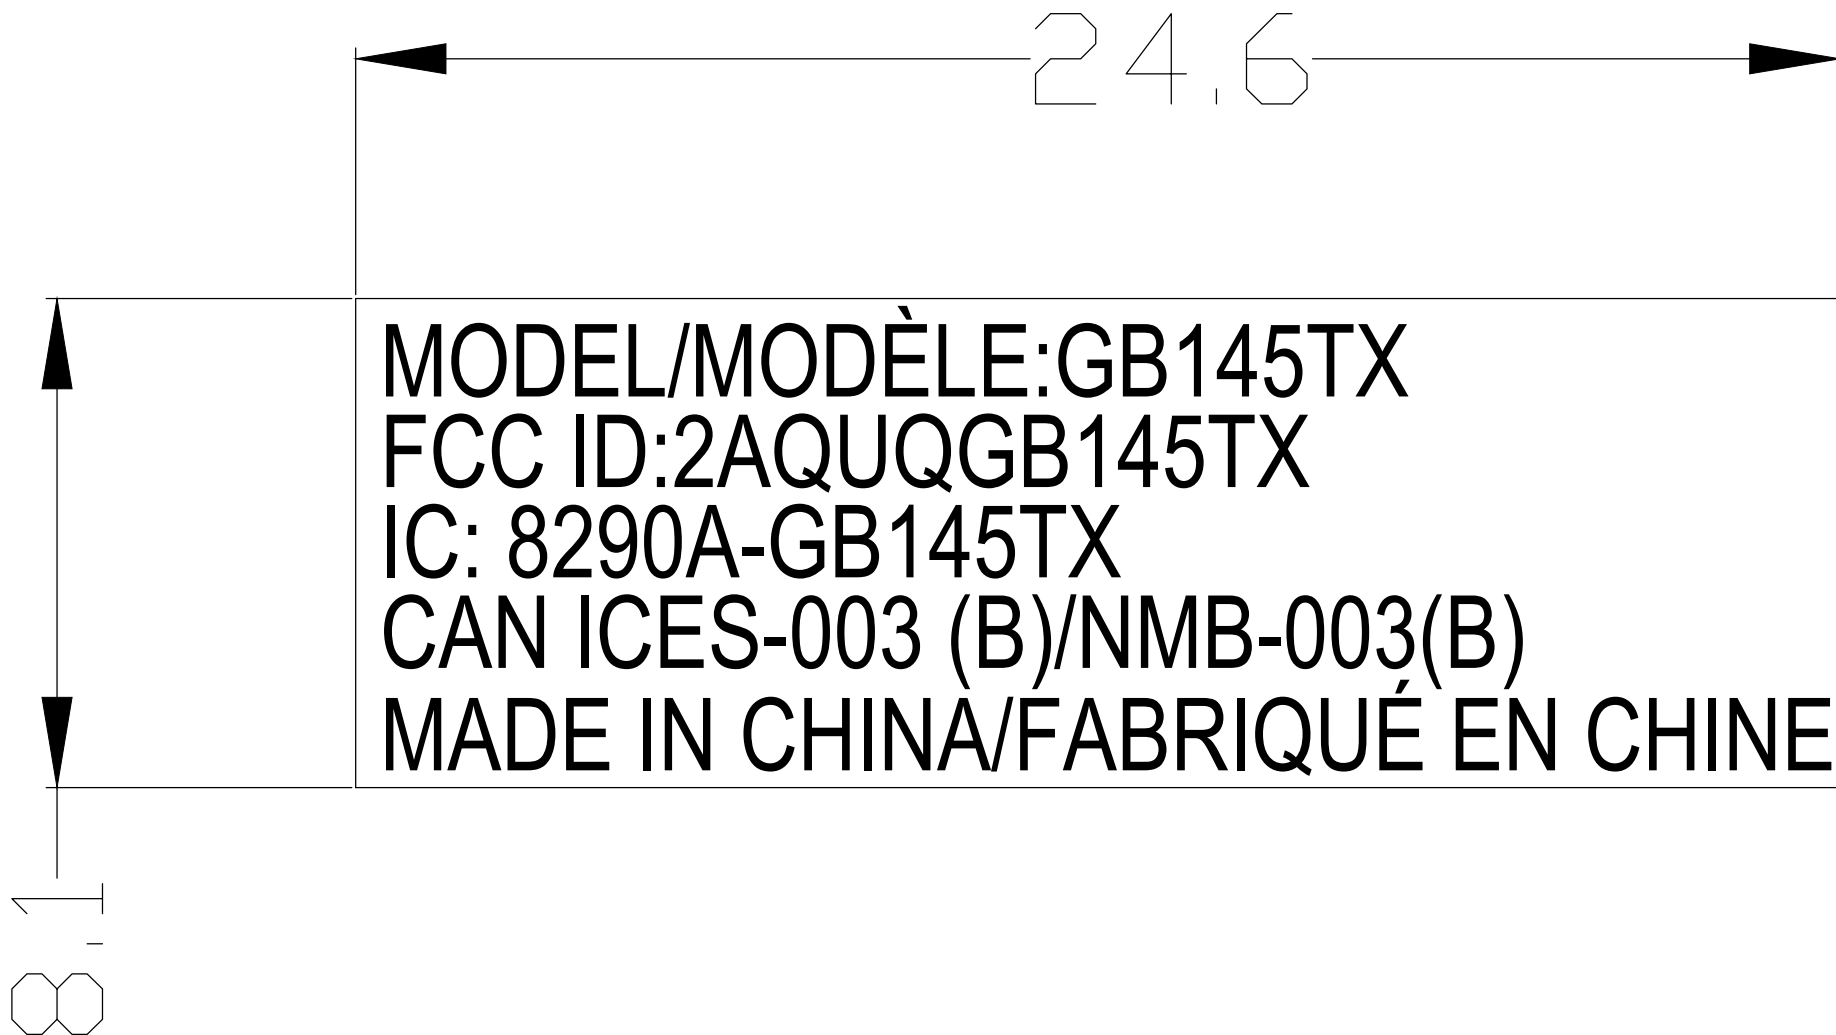 24.6
MODEL/MODÈLE:GB145TX
FCC ID:2AQUQGB145TX
IC: 8290A-GB145TX
CAN ICES-003 (B)/NMB-003(B)
MADE IN CHINA/FABRIQUÉ EN CHINE
8.1